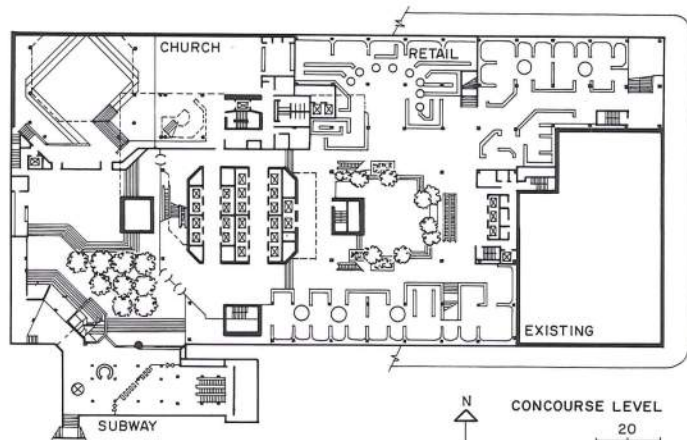 CHURCH
RETAIL
EXISTING
SUBWAY
N
CONCOURSE LEVEL
20